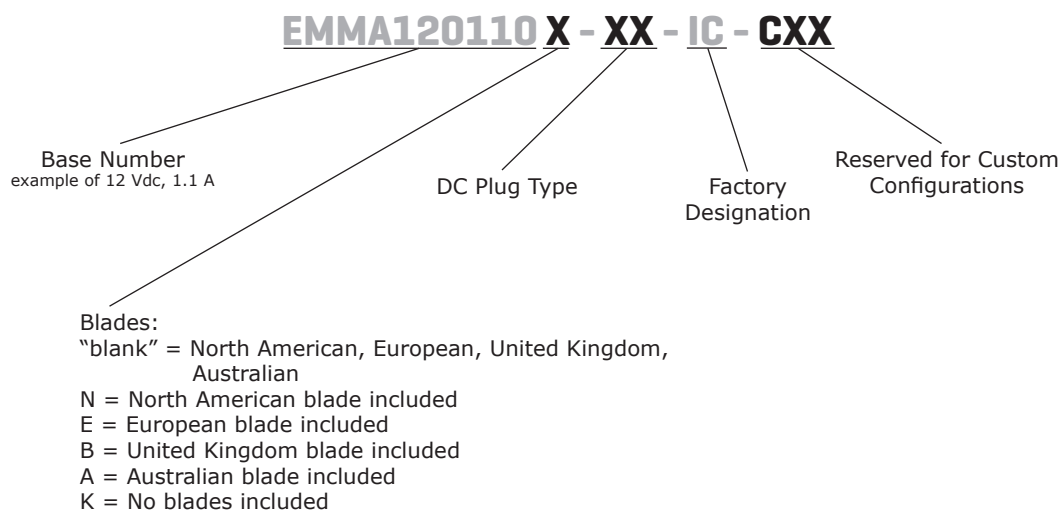 EMMA120110 X - XX - IC - CXX
Base Number
example of 12 Vdc, 1.1 A
DC Plug Type
Factory
Designation
Reserved for Custom
Configurations
Blades:
“blank” = North American, European, United Kingdom,
Australian
N = North American blade included
E = European blade included
B = United Kingdom blade included
A = Australian blade included
K = No blades included